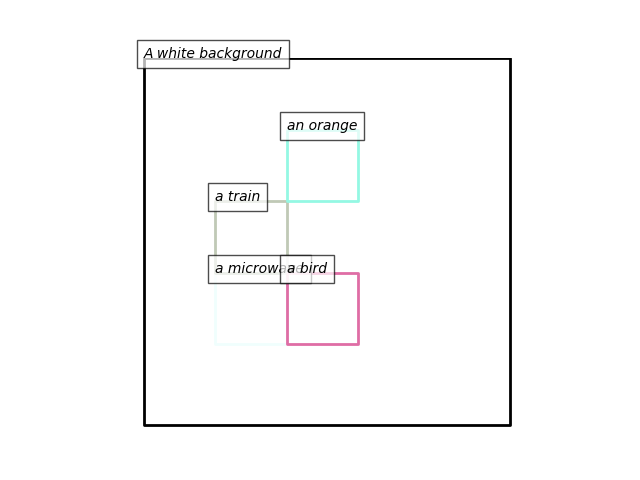 A white background
an orange
a train
a microwave
a bird